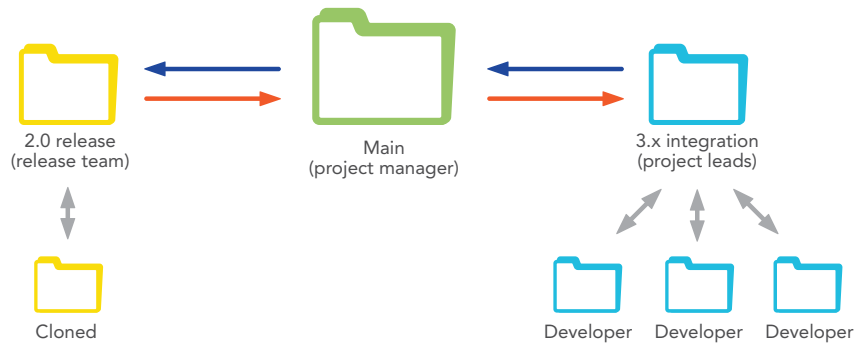 2.0 release
(release team)
Main
(project manager)
3.x integration
(project leads)
Cloned
Developer
Developer
Developer